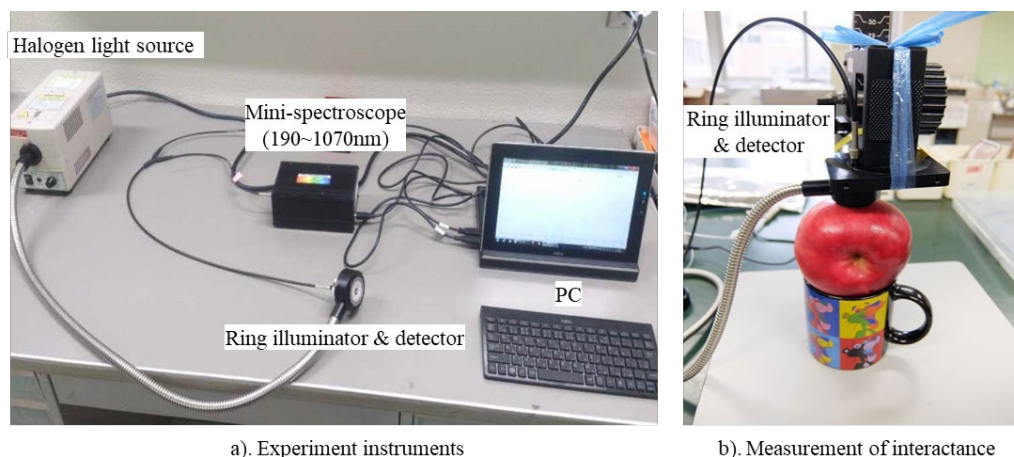 Halogen light source
Mini-spectroscope
(190~1070nm)
Ring illuminator & detector
PC
Ring illuminator
& detector
a). Experiment instruments
b). Measurement of interactance